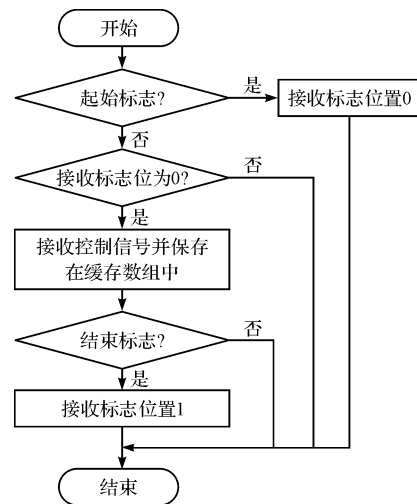 开始
起始标志?
是
接收标志位置0
否
接收标志位为0?
否
是
接收控制信号并保存
在缓存数组中
结束标志?
否
是
接收标志位置1
结束